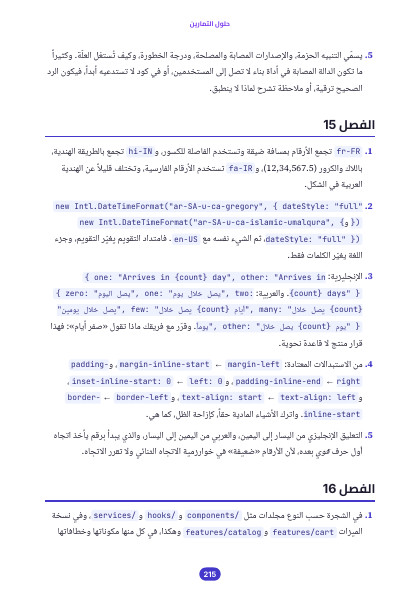 حلول التمارين
5. يسمّي التنبيه الحزمة، والإصدارات المصابة والمصلحة، ودرجة الخطورة، وكيف تُستغل العلّة. وكثيراً
ما تكون الدالة المصابة في أداة بناء لا تصل إلى المستخدمين، أو في كود لا تستدعيه أبداً، فيكون الرد
الصحيح ترقية، أو ملاحظة تشرح لماذا لا ينطبق.
الفصل 15
1. fr-FR تجمع الأرقام بمسافة ضيقة وتستخدم الفاصلة للكسور، و hi-IN تجمع بالطريقة الهندية،
باللاك والكرور (12,34,567.5)، و fa-IR تستخدم الأرقام الفارسية، وتختلف قليلاً عن الهندية
العربية في الشكل.
2. new Intl.DateTimeFormat("ar-SA-u-ca-gregory", { dateStyle: "full"
}) و new Intl.DateTimeFormat("ar-SA-u-ca-islamic-umalqura", {
dateStyle: "full" })، ثم الشيء نفسه مع en-US. فامتداد التقويم يغيّر التقويم، وجزء
اللغة يغيّر الكلمات فقط.
3. الإنجليزية: { one: "Arrives in {count} day", other: "Arrives in
{count} days" }. والعربية: { zero: "يصل اليوم", one: "يصل خلال يوم", two:
"يصل خلال يومين", few: "يصل خلال {count} أيام", many: "يصل خلال {count}
يوماً", other: "يصل خلال {count} يوم" }. وقرّر مع فريقك ماذا تقول «صفر أيام»: فهذا
قرار منتج لا قاعدة نحوية.
4. من الاستبدالات المعتادة: margin-left ← margin-inline-start، و padding-
right ← padding-inline-end، و left: 0 ← inset-inline-start: 0،
و text-align: left ← text-align: start، و border-left ← border-
inline-start. واترك الأشياء المادية حقاً، كإزاحة الظل، كما هي.
5. التعليق الإنجليزي من اليسار إلى اليمين، والعربي من اليمين إلى اليسار، والذي يبدأ برقم يأخذ اتجاه
أول حرف قوي بعده، لأن الأرقام «ضعيفة» في خوارزمية الاتجاه الثنائي ولا تقرر الاتجاه.
الفصل 16
1. في الشجرة حسب النوع مجلدات مثل components/ و hooks/ و services/، وفي نسخة
الميزات features/cart و features/catalog وهكذا، في كل منها مكوناتها وخطافاتها
215